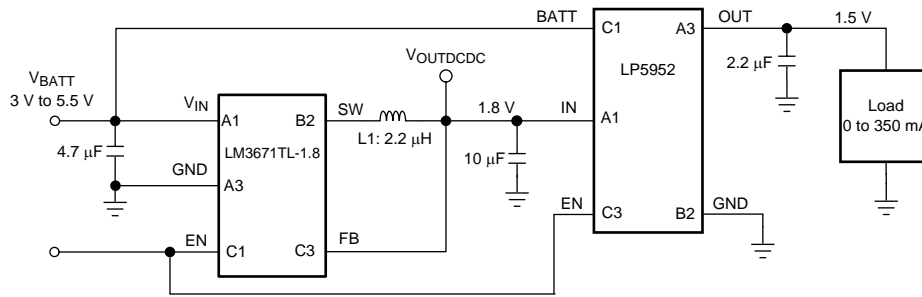 BATT
C1
A3
OUT
1.5 V
VOUTDCDC
LP5952
2.2 μF
VBATT
3 V to 5.5 V
VIN
A1
B2
SW
1.8 V
IN
A1
Load
0 to 350 mA
4.7 μF
LM3671TL-1.8
L1: 2.2 μH
10 μF
GND
A3
EN
C3
B2
GND
EN
C1
C3
FB